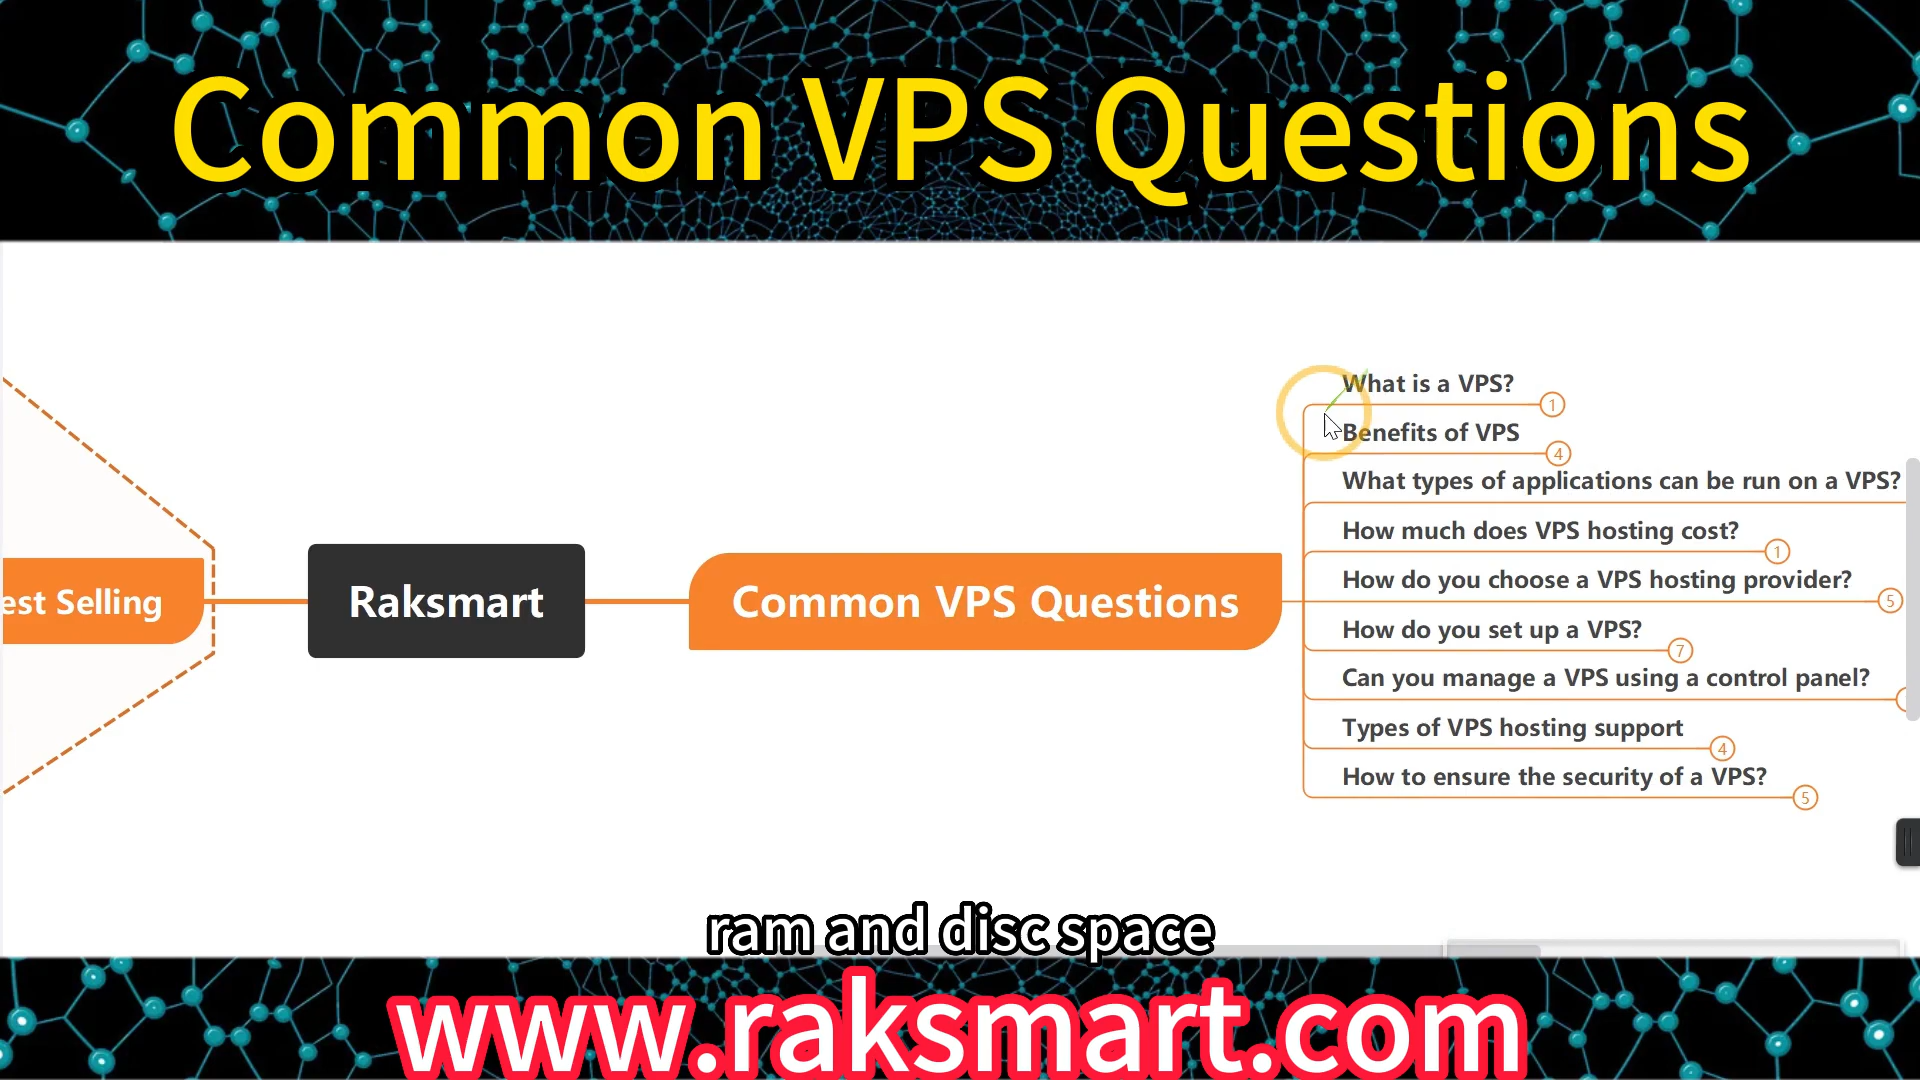 Common VPS Questions
What is a VPS?
1
Benefits of VPS
4
What types of applications can be run on a VPS?
How much does VPS hosting cost?
1
How do you choose a VPS hosting provider?
5
How do you set up a VPS?
7
Can you manage a VPS using a control panel?
Types of VPS hosting support
4
How to ensure the security of a VPS?
5
est Selling
Raksmart
Common VPS Questions
ram and disc space
www.raksmart.com